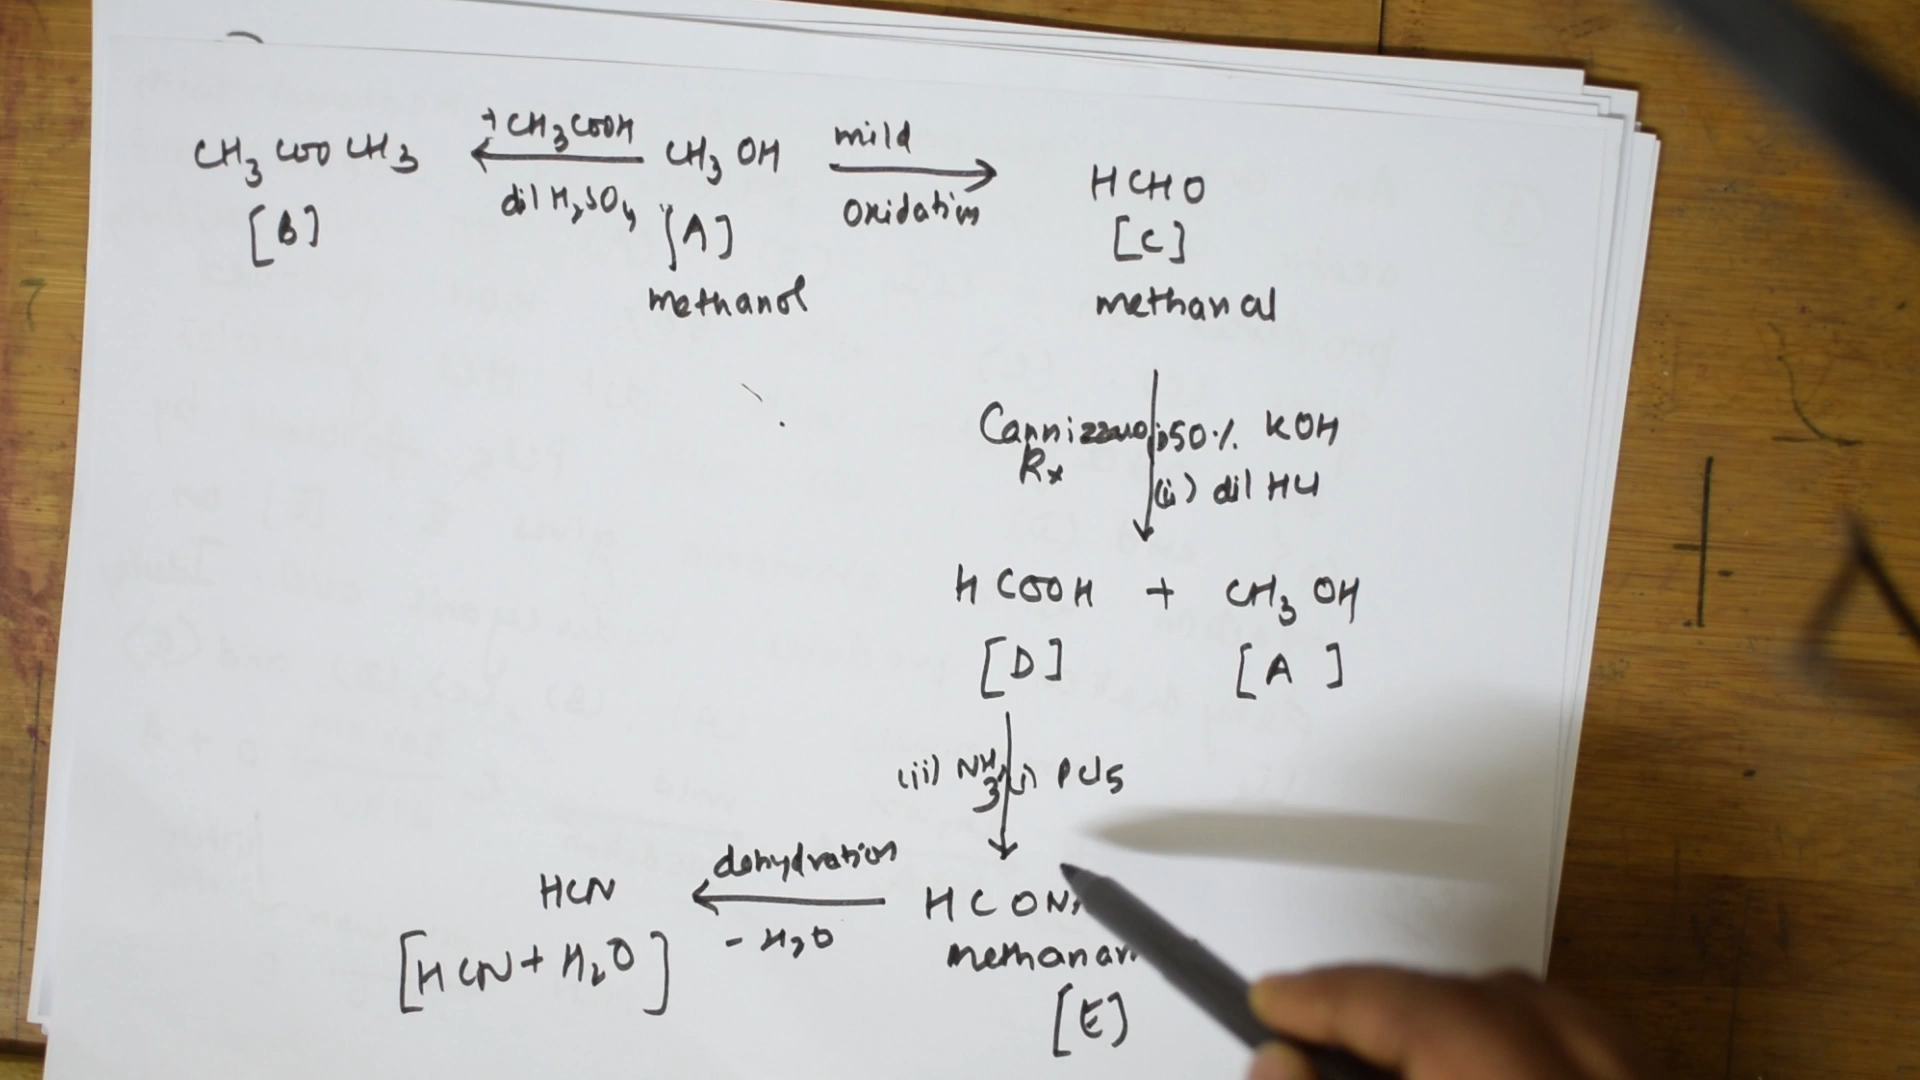 CH3COOCH3 +CH3COOH CH3OH mild HCHO
dil H2SO4 Oxidation
[B] [A] [C]
methanol methanal
Cannizzaro i) 50% KOH
Rx (ii) dil HCl
HCOOH + CH3OH
[D] [A]
(ii) NH3 (i) PCl5
HCN dehydration HCON
[HCN + H2O] - H2O
[E]